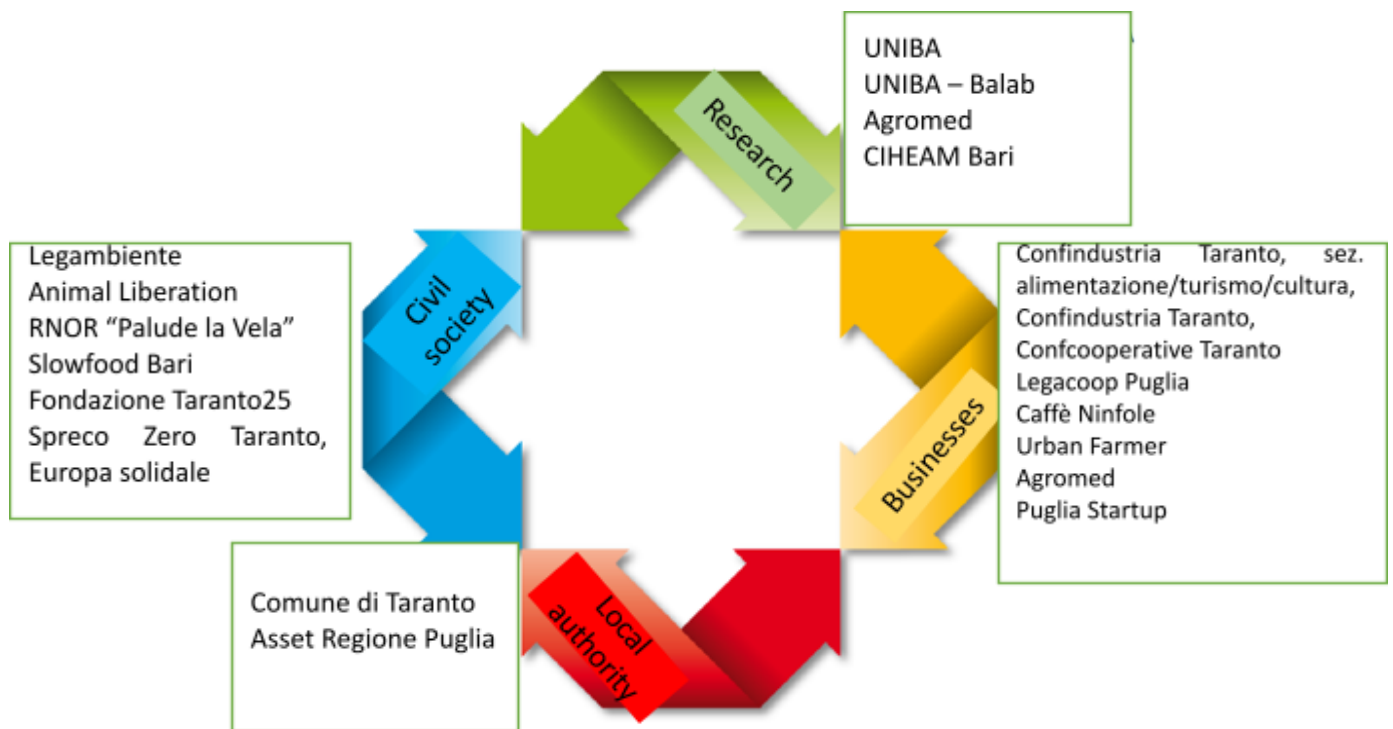 UNIBA
UNIBA – Balab
Agromed
CIHEAM Bari
Research
Legambiente
Animal Liberation
RNOR “Palude la Vela”
Slowfood Bari
Fondazione Taranto25
Spreco Zero Taranto,
Europa solidale
Civil
society
Confindustria Taranto, sez.
alimentazione/turismo/cultura,
Confindustria Taranto,
Confcooperative Taranto
Legacoop Puglia
Caffè Ninfole
Urban Farmer
Agromed
Puglia Startup
Businesses
Comune di Taranto
Asset Regione Puglia
Local
authority